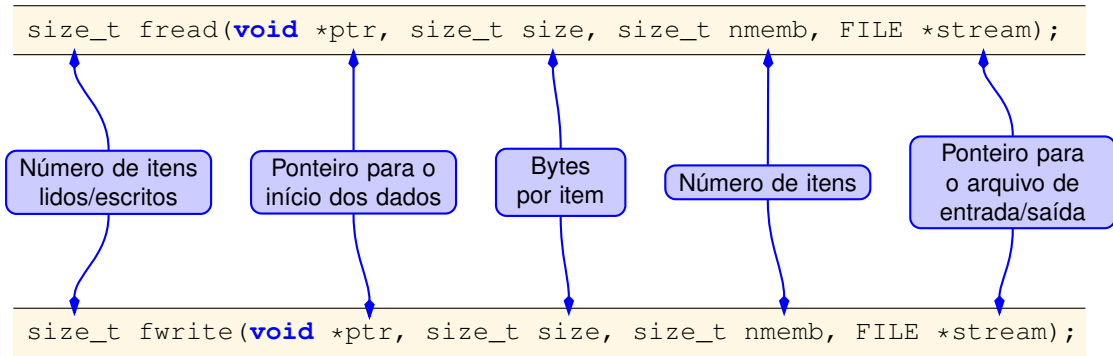 size_t fread(void *ptr, size_t size, size_t nmemb, FILE *stream);
Número de itens
lidos/escritos
Ponteiro para o
início dos dados
Bytes
por item
Número de itens
Ponteiro para
o arquivo de
entrada/saída
size_t fwrite(void *ptr, size_t size, size_t nmemb, FILE *stream);